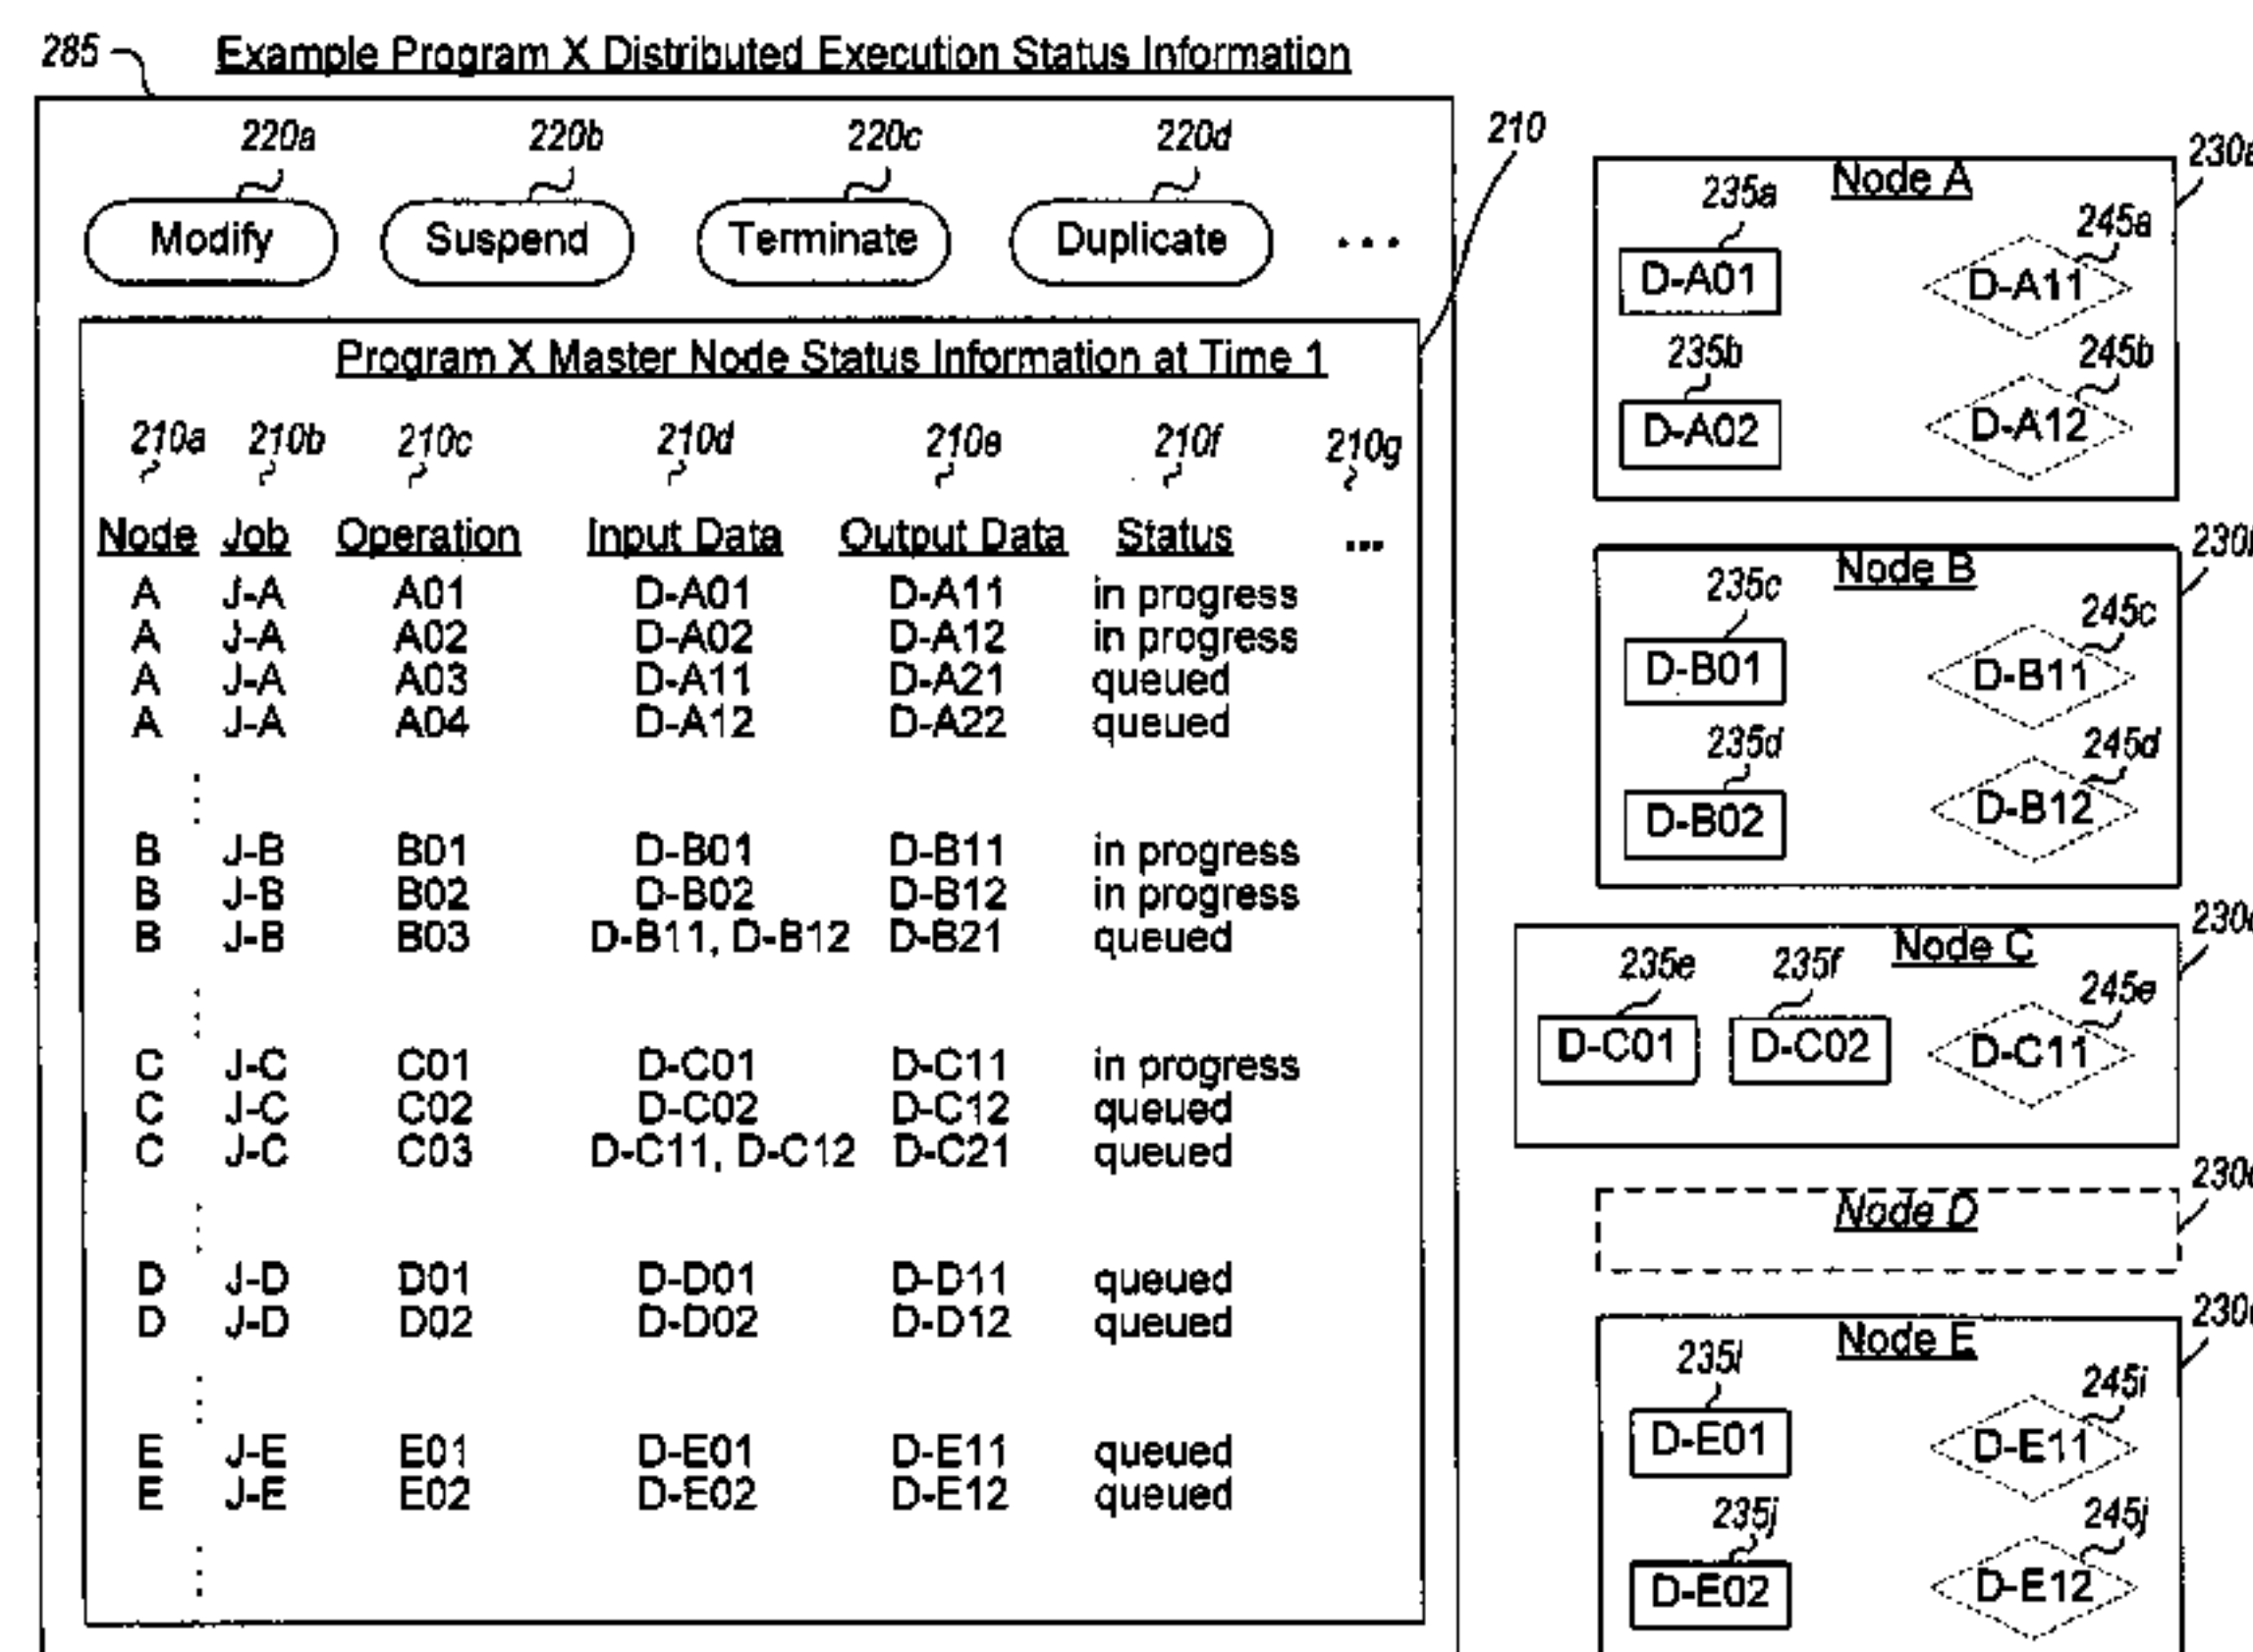 285
Example Program X Distributed Execution Status Information
220a 220b 220c 220d
Modify Suspend Terminate Duplicate ...
210
Program X Master Node Status Information at Time 1
210a 210b 210c 210d 210e 210f 210g
Node Job Operation Input Data Output Data Status ...
A J-A A01 D-A01 D-A11 in progress
A J-A A02 D-A02 D-A12 in progress
A J-A A03 D-A11 D-A21 queued
A J-A A04 D-A12 D-A22 queued
B J-B B01 D-B01 D-B11 in progress
B J-B B02 D-B02 D-B12 in progress
B J-B B03 D-B11, D-B12 D-B21 queued
C J-C C01 D-C01 D-C11 in progress
C J-C C02 D-C02 D-C12 queued
C J-C C03 D-C11, D-C12 D-C21 queued
D J-D D01 D-D01 D-D11 queued
D J-D D02 D-D02 D-D12 queued
E J-E E01 D-E01 D-E11 queued
E J-E E02 D-E02 D-E12 queued
Node A 230a
235a 245a
D-A01 D-A11
235b 245b
D-A02 D-A12
Node B
235c 245c
D-B01 D-B11
235d 245d
D-B02 D-B12
Node C
235e 235f 245e
D-C01 D-C02 D-C11
Node D
Node E
235i 245i
D-E01 D-E11
235j 245j
D-E02 D-E12